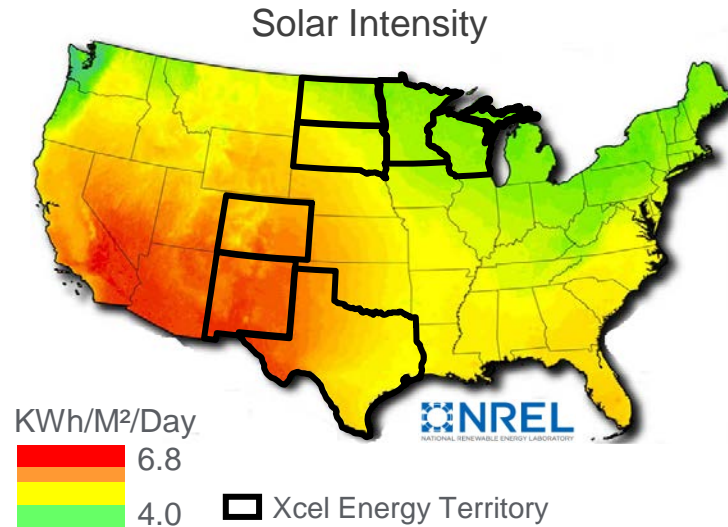 Solar Intensity
NREL
NATIONAL RENEWABLE ENERGY LABORATORY
KWh/M²/Day
6.8
4.0
Xcel Energy Territory